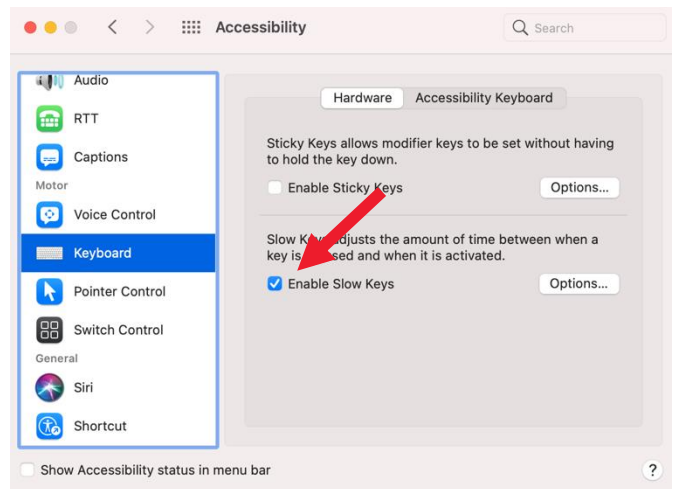 Accessibility
Search
Audio
RTT
Captions
Motor
Voice Control
Keyboard
Pointer Control
Switch Control
General
Siri
Shortcut
Hardware
Accessibility Keyboard
Sticky Keys allows modifier keys to be set without having
to hold the key down.
Enable Sticky Keys
Options...
Slow adjusts the amount of time between when a
key is and when it is activated.
Enable Slow Keys
Options...
Show Accessibility status in menu bar
?